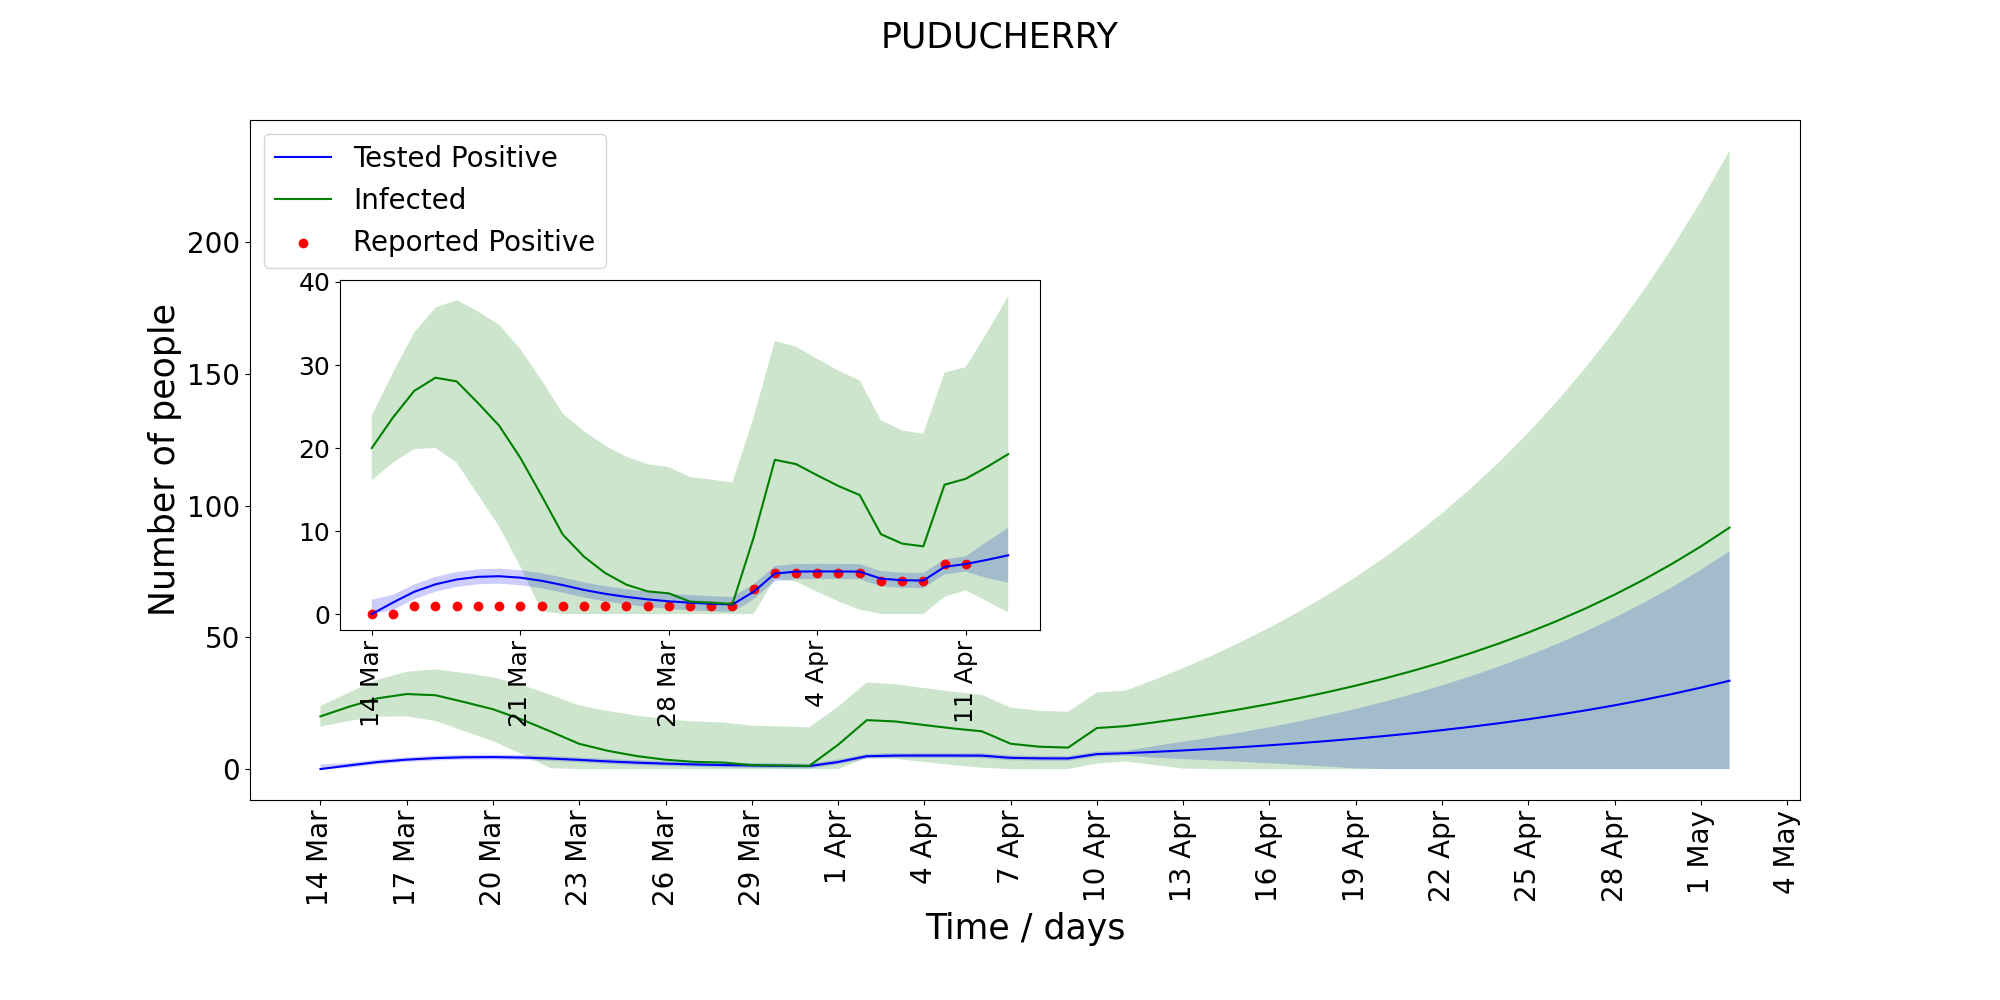 PUDUCHERRY
Tested Positive
Infected
Reported Positive
Number of people
200
150
100
50
0
40
30
20
10
0
14 Mar
21 Mar
28 Mar
4 Apr
11 Apr
14 Mar
17 Mar
20 Mar
23 Mar
26 Mar
29 Mar
1 Apr
4 Apr
7 Apr
10 Apr
13 Apr
16 Apr
19 Apr
22 Apr
25 Apr
28 Apr
1 May
4 May
Time / days